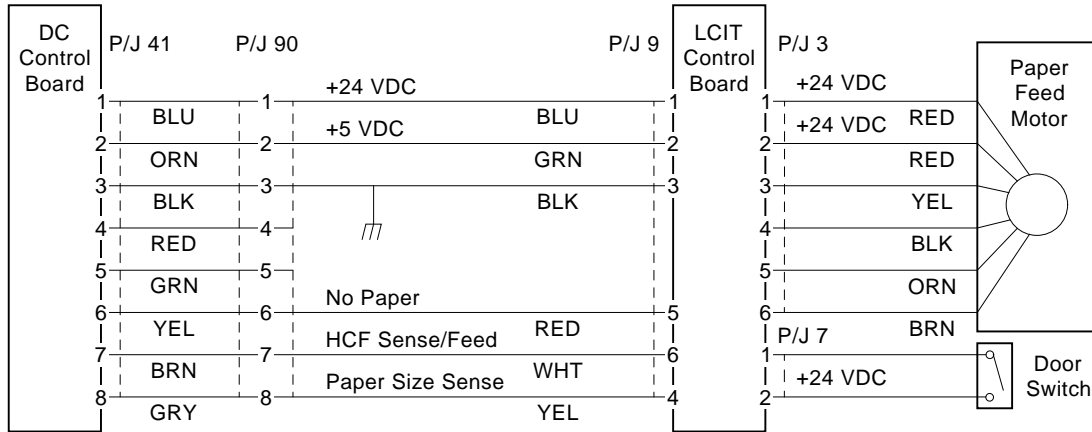 DC
Control
Board
P/J 41
P/J 90
P/J 9
LCIT
Control
Board
P/J 3
Paper
Feed
Motor
+24 VDC
+24 VDC
1 1 1 1
BLU BLU RED
+5 VDC
+24 VDC
2 2 2 2
ORN GRN RED
3 3 3 3
BLK BLK YEL
4 4 4
RED BLK
5 5 5
GRN ORN
No Paper
6 6 5 6
YEL RED BRN
P/J 7
HCF Sense/Feed
7 7 6 1
BRN WHT
+24 VDC
Door
Switch
Paper Size Sense
8 8 4 2
GRY YEL